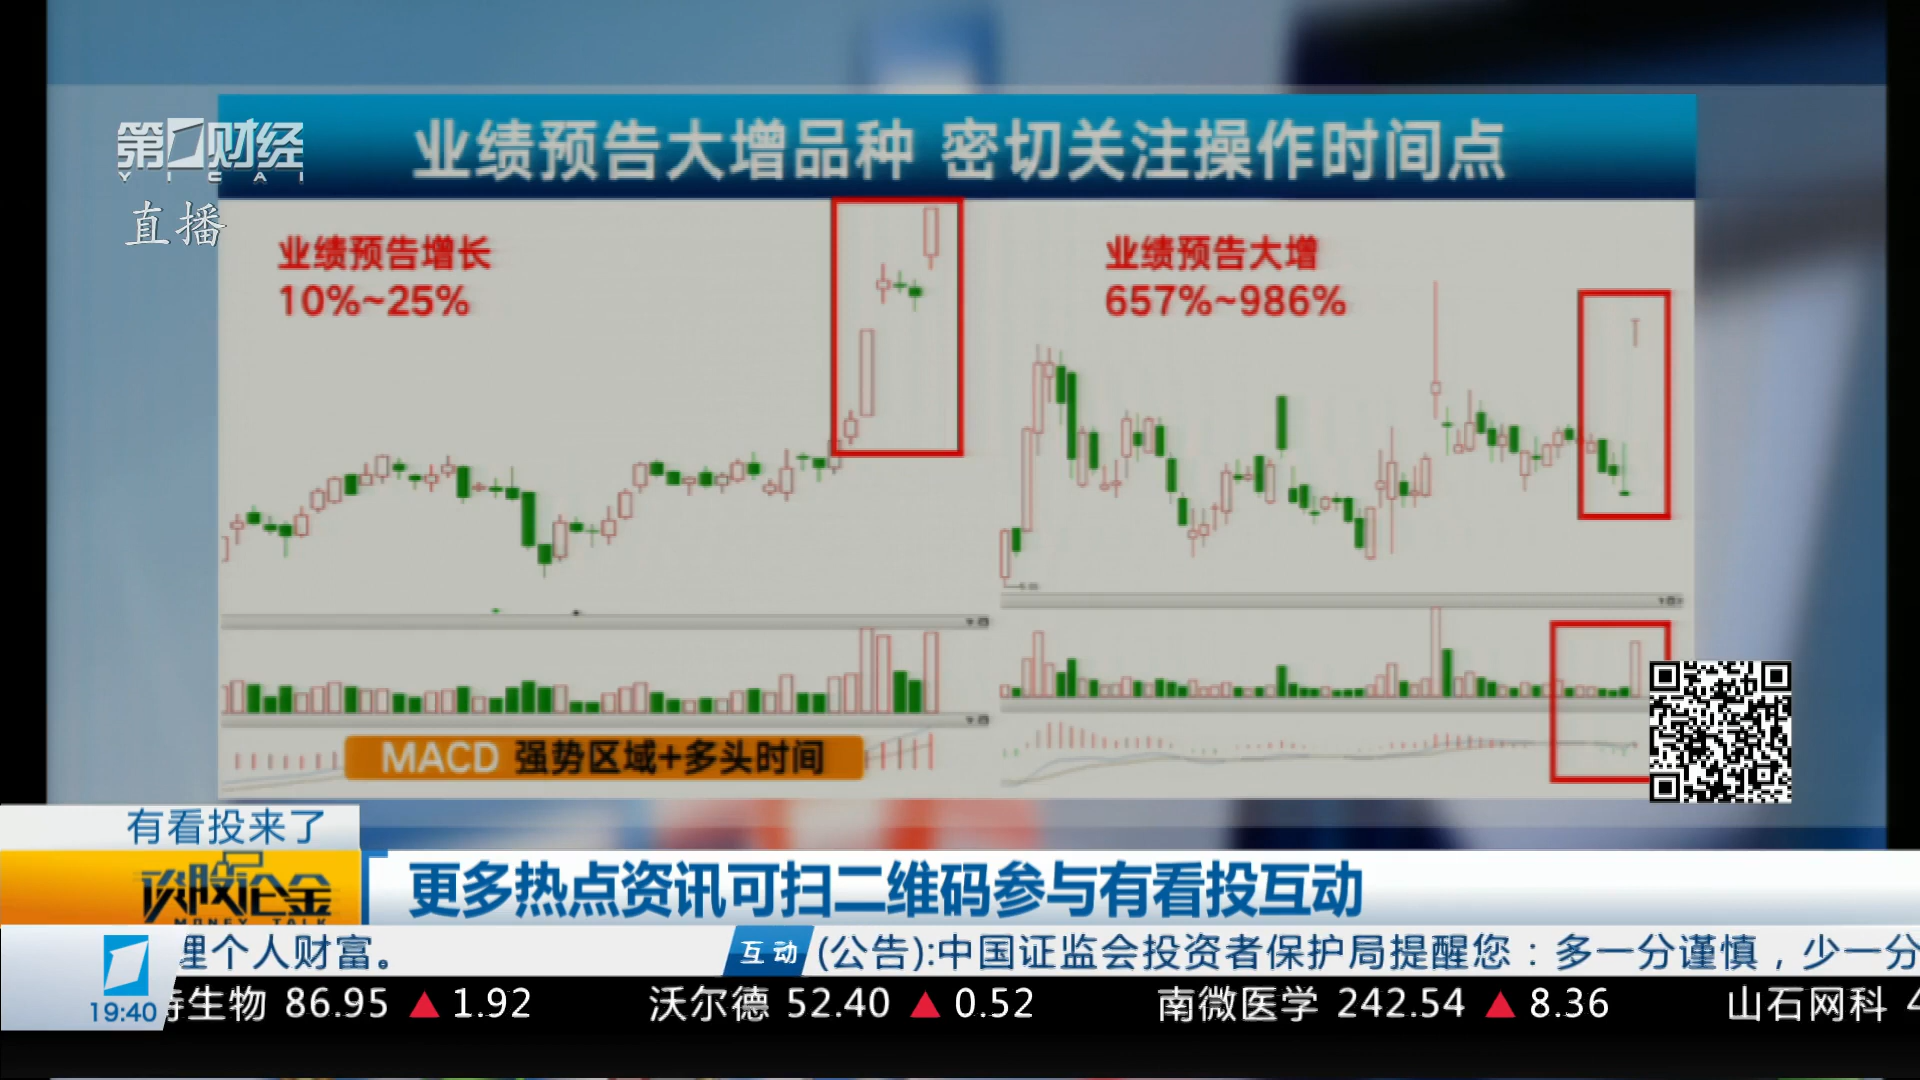 第一财经
YICAI
直播
业绩预告大增品种 密切关注操作时间点
业绩预告增长
10%~25%
业绩预告大增
657%~986%
MACD 强势区域+多头时间
有看投来了
谈股论金
MONEY TALK
更多热点资讯可扫二维码参与有看投互动
理个人财富。 互动 (公告):中国证监会投资者保护局提醒您：多一分谨慎，少一分
19:40
特生物 86.95 ▲ 1.92 沃尔德 52.40 ▲ 0.52 南微医学 242.54 ▲ 8.36 山石网科 4